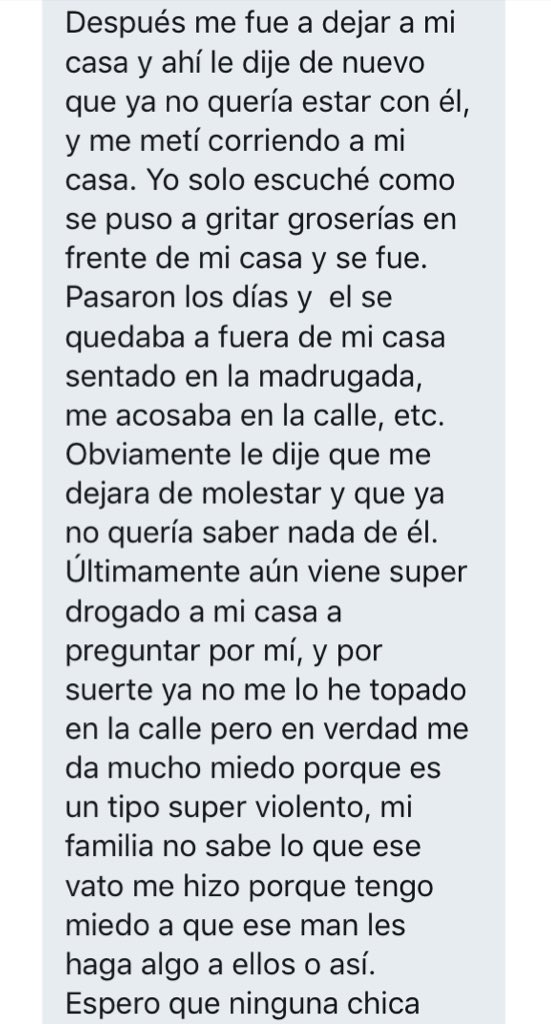 Después me fue a dejar a mi
casa y ahí le dije de nuevo
que ya no quería estar con él,
y me metí corriendo a mi
casa. Yo solo escuché como
se puso a gritar groserías en
frente de mi casa y se fue.
Pasaron los días y  el se
quedaba a fuera de mi casa
sentado en la madrugada,
me acosaba en la calle, etc.
Obviamente le dije que me
dejara de molestar y que ya
no quería saber nada de él.
Últimamente aún viene super
drogado a mi casa a
preguntar por mí, y por
suerte ya no me lo he topado
en la calle pero en verdad me
da mucho miedo porque es
un tipo super violento, mi
familia no sabe lo que ese
vato me hizo porque tengo
miedo a que ese man les
haga algo a ellos o así.
Espero que ninguna chica